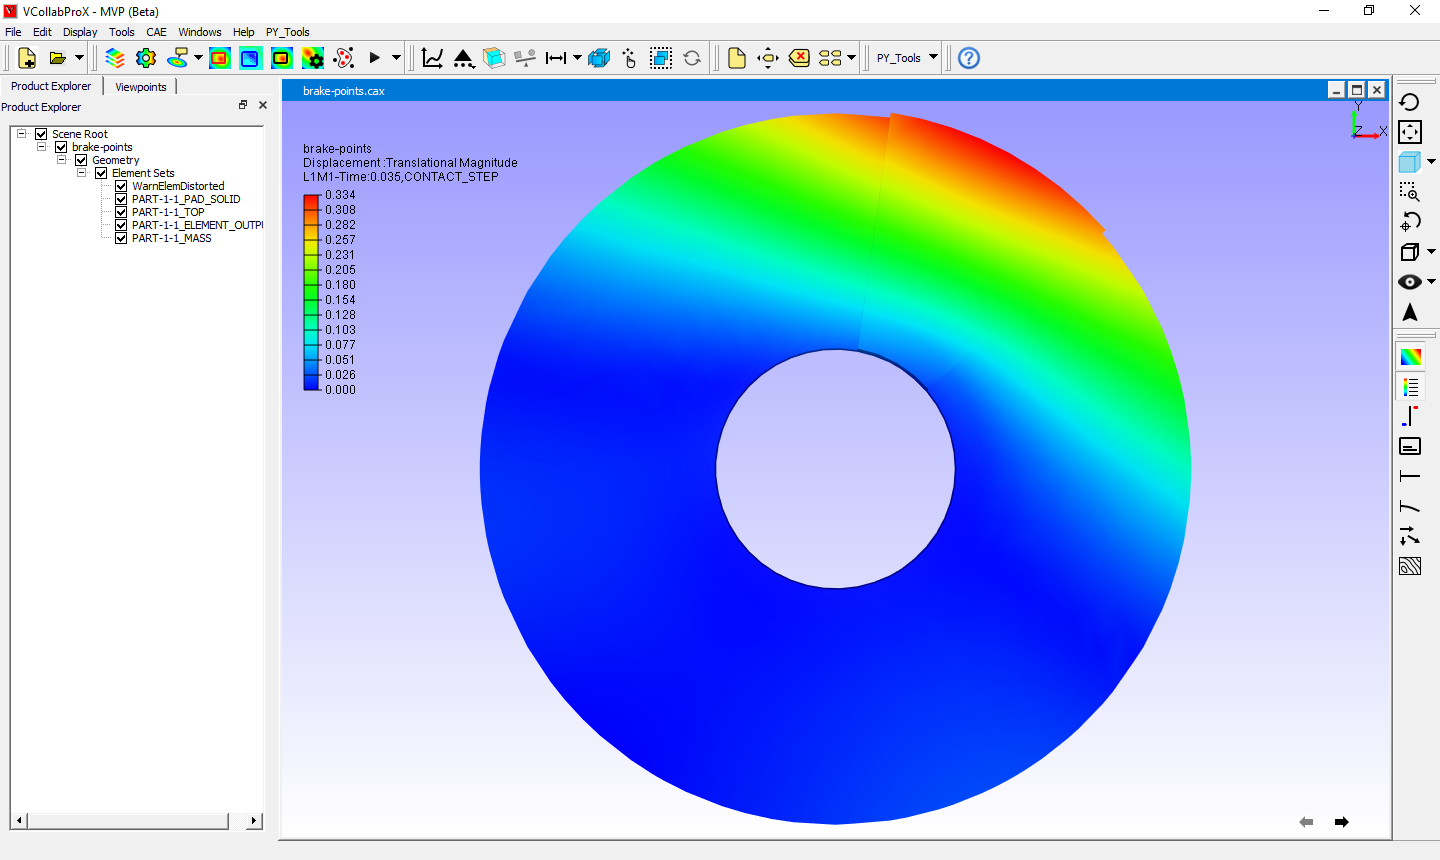 VCollabProX - MVP (Beta)
File Edit Display Tools CAE Windows Help PY_Tools
PY_Tools
Product Explorer Viewpoints
Product Explorer
Scene Root
brake-points
Geometry
Element Sets
WarnElemDistorted
PART-1-1_PAD_SOLID
PART-1-1_TOP
PART-1-1_ELEMENT_OUTPU
PART-1-1_MASS
brake-points.cax
brake-points
Displacement :Translational Magnitude
L1M1-Time:0.035,CONTACT_STEP
0.334
0.308
0.282
0.257
0.231
0.205
0.180
0.154
0.128
0.103
0.077
0.051
0.026
0.000
Y
Z X